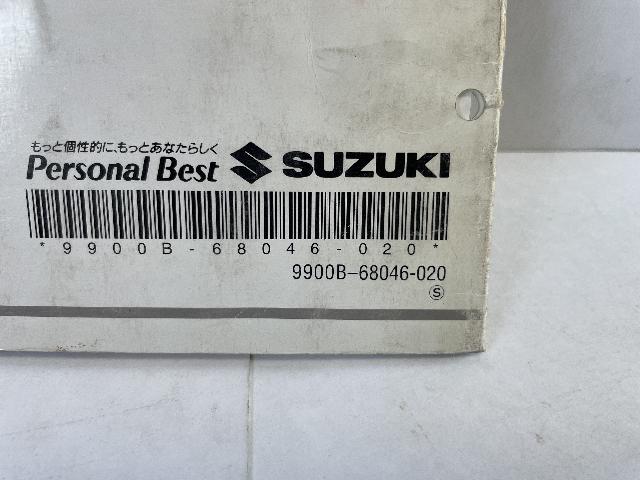 もっと個性的に、もっとあなたらしく
Personal Best SUZUKI
*9900B-68046-020*
9900B-68046-020
S